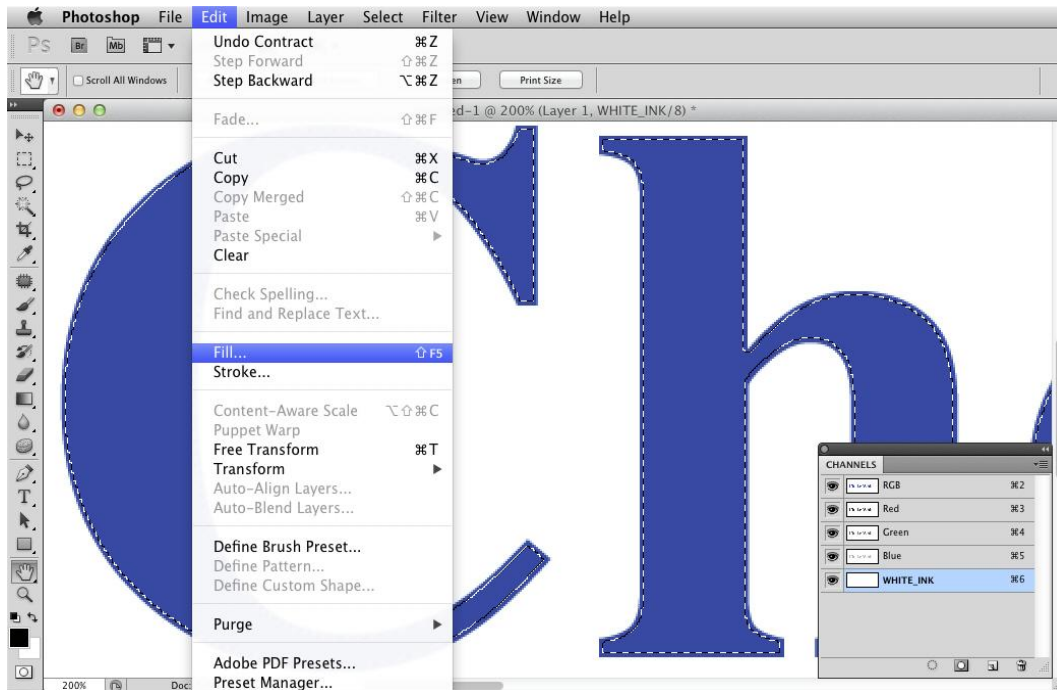 Photoshop File Edit Image Layer Select Filter View Window Help
Ps Br Mb
Scroll All Windows Print Size
ed-1 @ 200% (Layer 1, WHITE_INK/8) *
Undo Contract ⌘Z
Step Forward ⇧⌘Z
Step Backward ⌥⌘Z
Fade... ⇧⌘F
Cut ⌘X
Copy ⌘C
Copy Merged ⇧⌘C
Paste ⌘V
Paste Special
Clear
Check Spelling...
Find and Replace Text...
Fill... ⇧F5
Stroke...
Content-Aware Scale ⌥⇧⌘C
Puppet Warp
Free Transform ⌘T
Transform
Auto-Align Layers...
Auto-Blend Layers...
Define Brush Preset...
Define Pattern...
Define Custom Shape...
Purge
Adobe PDF Presets...
Preset Manager...
Ch
CHANNELS
RGB ⌘2
Red ⌘3
Green ⌘4
Blue ⌘5
WHITE_INK ⌘6
T
200% Doc: